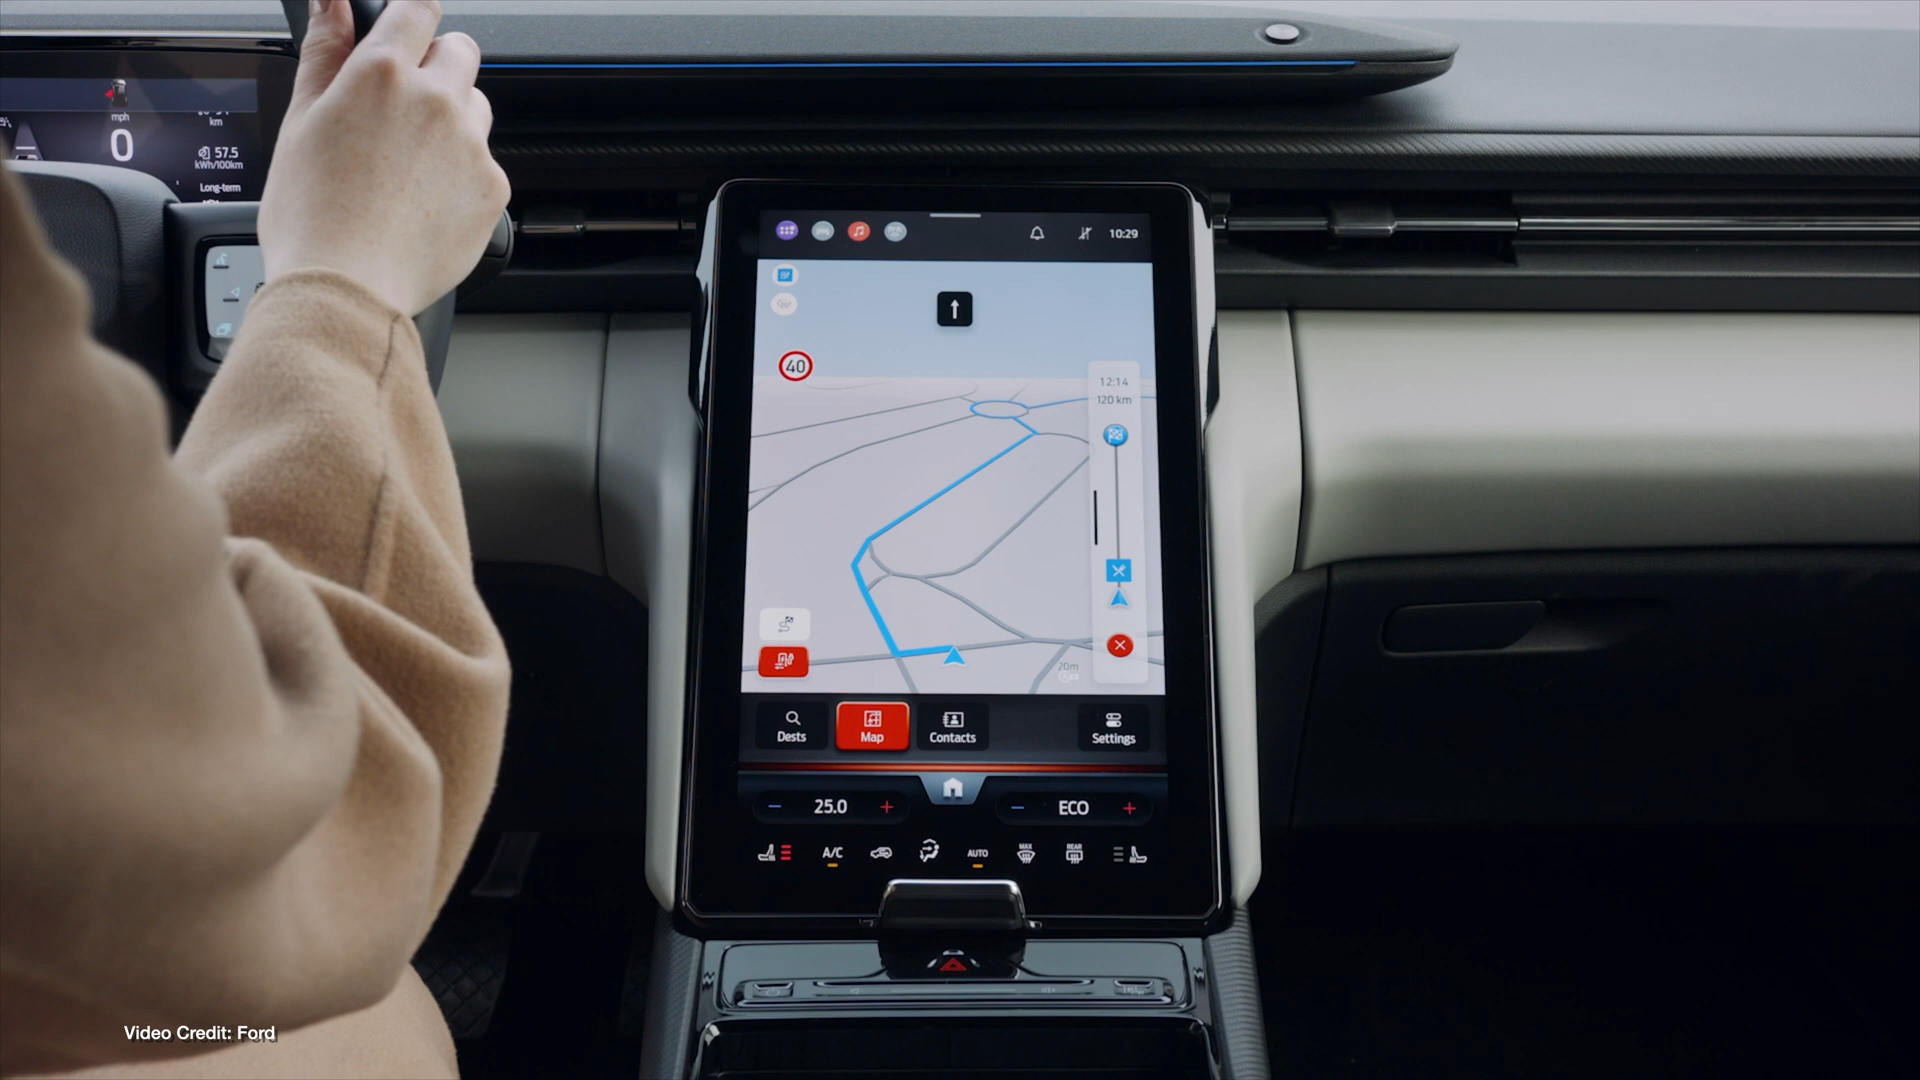 mph
0
km
57.5
kWh/100km
Long-term
10:29
40
12:14
120 km
20m
Dests
Map
Contacts
Settings
25.0
ECO
A/C
AUTO
MAX
REAR
Video Credit: Ford